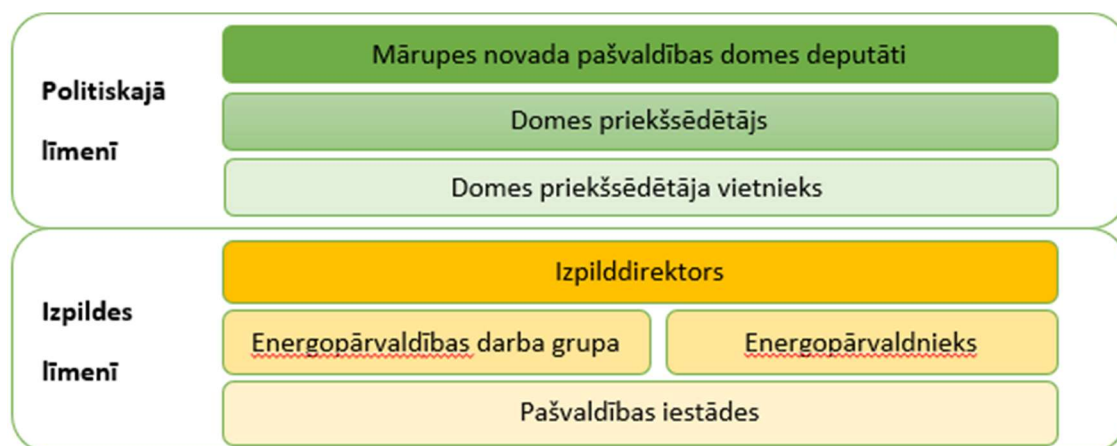 Politiskajā
līmenī
Mārupes novada pašvaldības domes deputāti
Domes priekšsēdētājs
Domes priekšsēdētāja vietnieks
Izpildes
līmenī
Izpilddirektors
Energopārvaldības darba grupa
Energopārvaldnieks
Pašvaldības iestādes